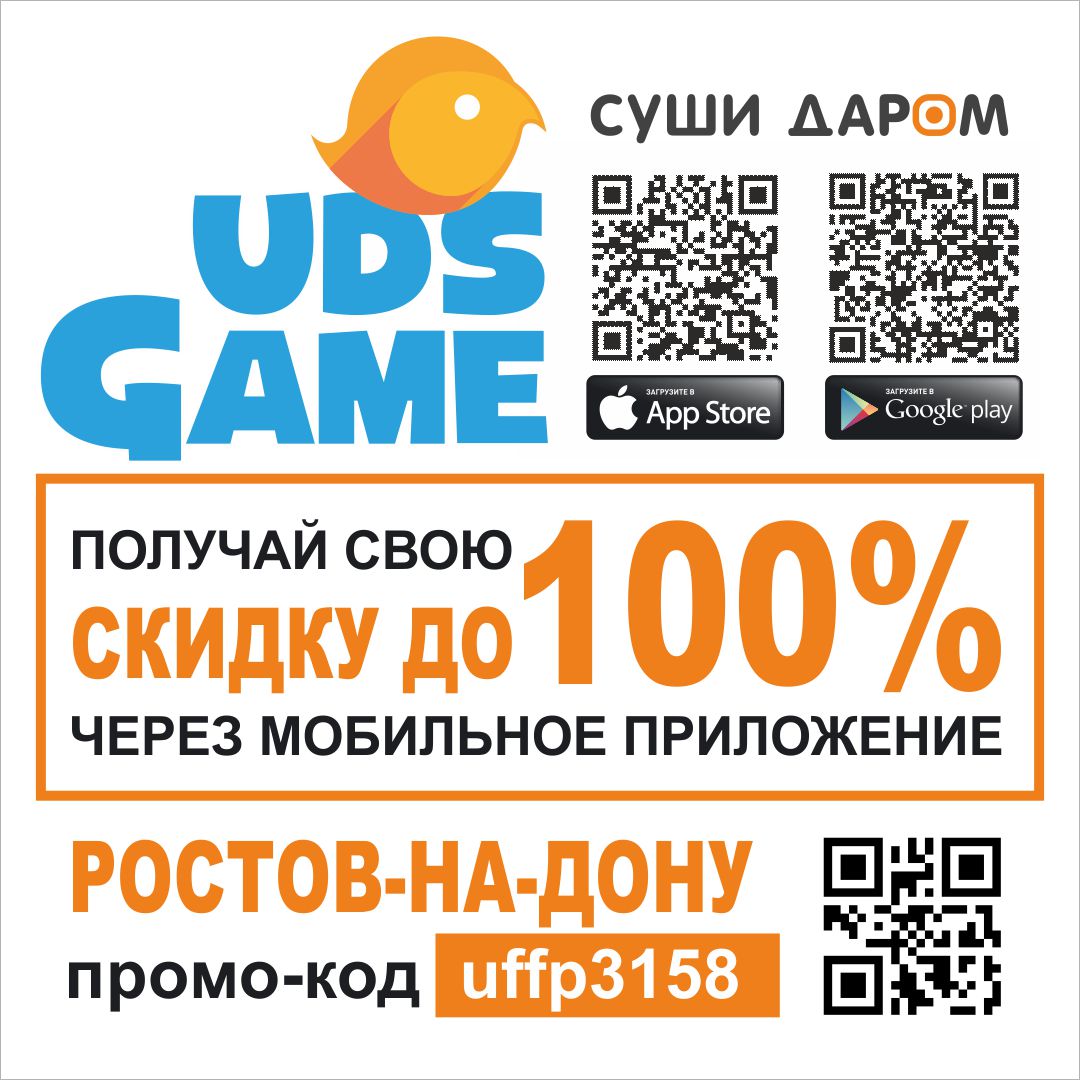 UDS
GAME
СУШИ ДАРОМ
ЗАГРУЗИТЕ В
App Store
ЗАГРУЗИТЕ В
Google play
ПОЛУЧАЙ СВОЮ
СКИДКУ ДО 100%
ЧЕРЕЗ МОБИЛЬНОЕ ПРИЛОЖЕНИЕ
РОСТОВ-НА-ДОНУ
промо-код uffp3158